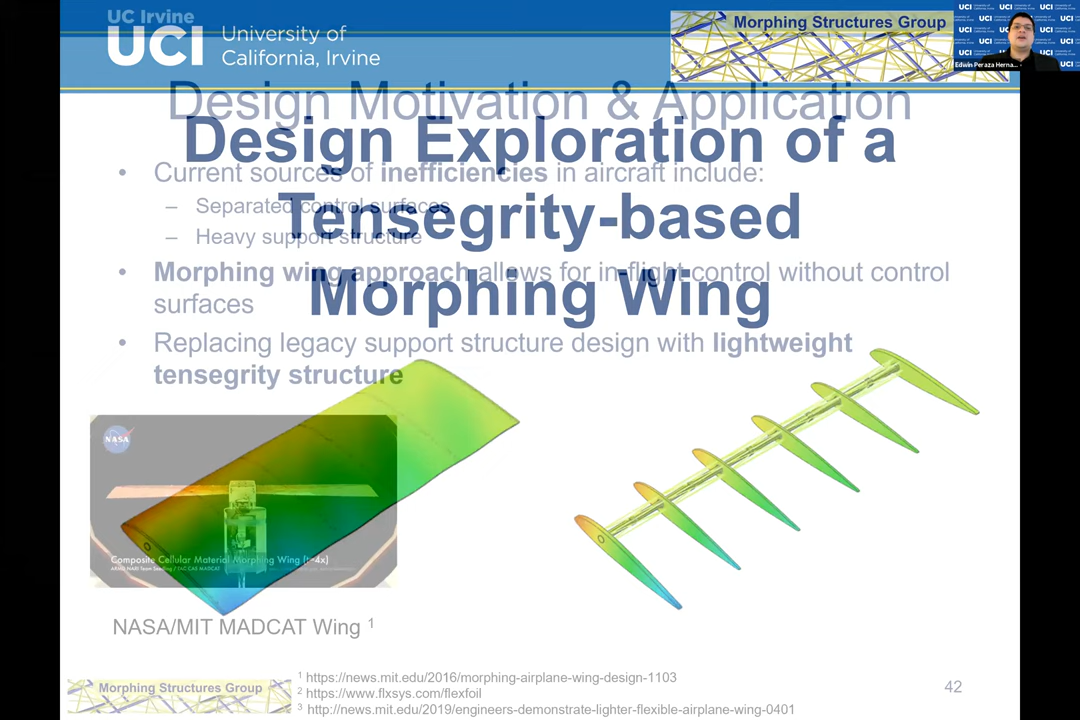 UC Irvine
UCI University of California, Irvine
Morphing Structures Group
Edwin Peraza Herna...
Design Motivation & Application
Design Exploration of a
Tensegrity-based
Morphing Wing
• Current sources of inefficiencies in aircraft include:
– Separated control surfaces
– Heavy support structure
• Morphing wing approach allows for in-flight control without control
surfaces
• Replacing legacy support structure design with lightweight
tensegrity structure
NASA
Composite Cellular Material Morphing Wing (t~4x)
NASA/MIT MADCAT Wing 1
1 https://news.mit.edu/2016/morphing-airplane-wing-design-1103
2 https://www.flxsys.com/flexfoil
3 http://news.mit.edu/2019/engineers-demonstrate-lighter-flexible-airplane-wing-0401
Morphing Structures Group
42